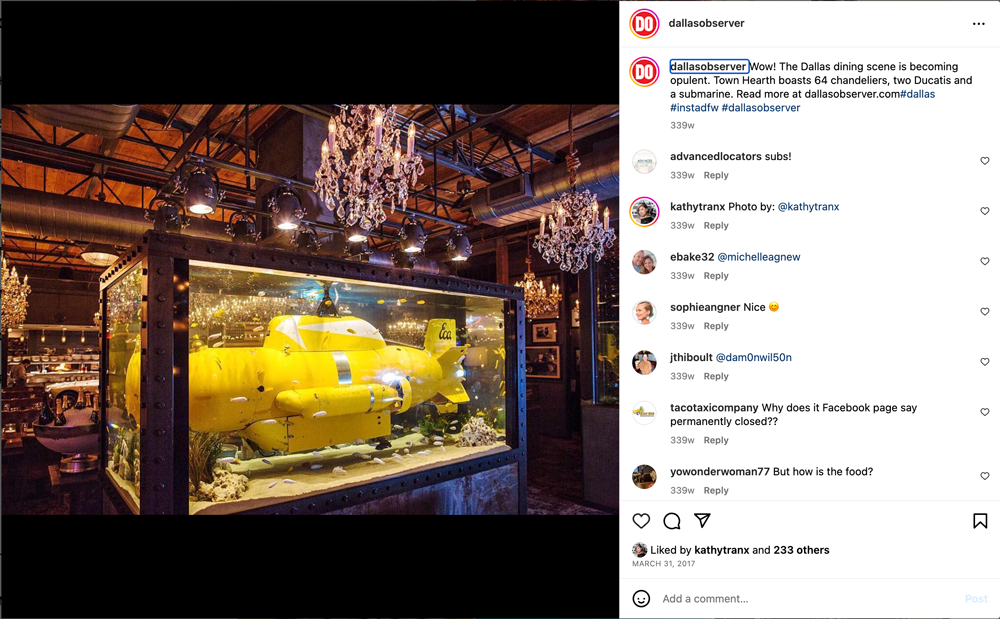 DO
dallasobserver
DO
dallasobserver Wow! The Dallas dining scene is becoming
opulent. Town Hearth boasts 64 chandeliers, two Ducatis and
a submarine. Read more at dallasobserver.com#dallas
#instadfw #dallasobserver
339w
advancedlocators subs!
339w Reply
kathytranx Photo by: @kathytranx
339w Reply
ebake32 @michelleagnew
339w Reply
sophieangner Nice 😊
339w Reply
jthiboult @dam0nwil50n
339w Reply
tacotaxicompany Why does it Facebook page say
permanently closed??
339w Reply
yowonderwoman77 But how is the food?
339w Reply
Liked by kathytranx and 233 others
MARCH 31, 2017
Add a comment...
Post